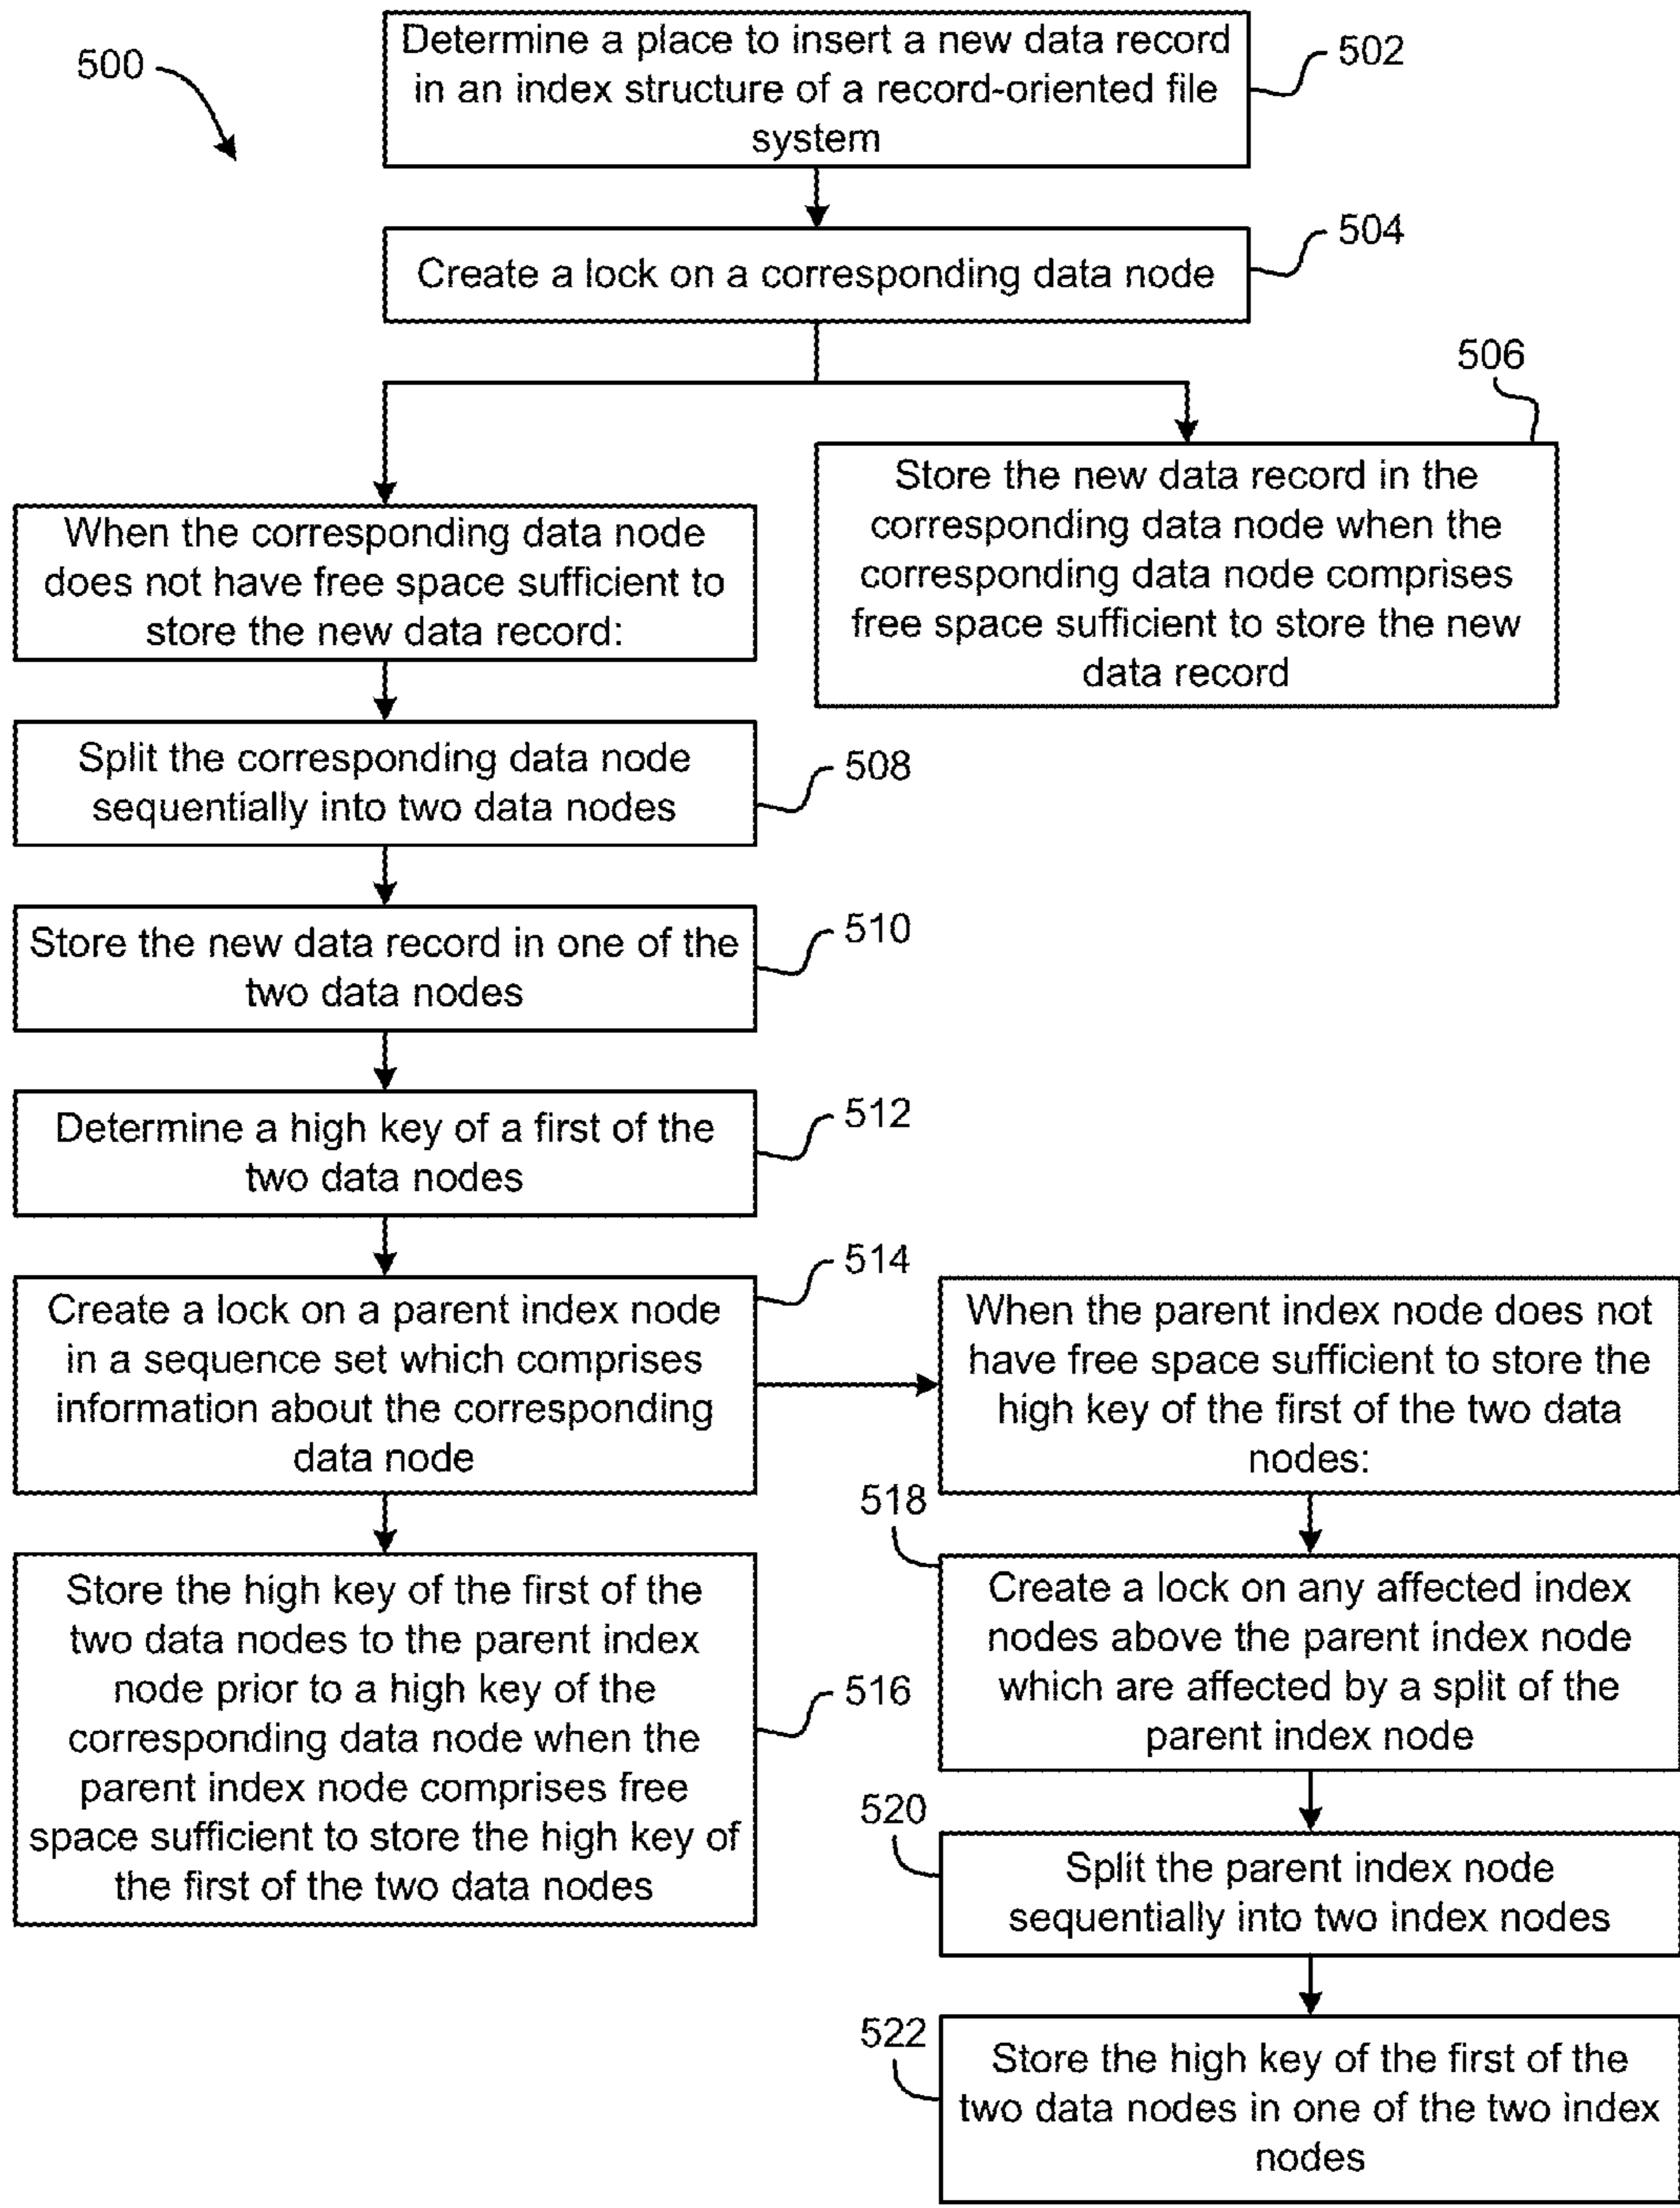 500
Determine a place to insert a new data record
in an index structure of a record-oriented file
system
502
Create a lock on a corresponding data node
504
506
Store the new data record in the
corresponding data node when the
corresponding data node comprises
free space sufficient to store the new
data record
When the corresponding data node
does not have free space sufficient to
store the new data record:
Split the corresponding data node
sequentially into two data nodes
508
Store the new data record in one of the
two data nodes
510
Determine a high key of a first of the
two data nodes
512
Create a lock on a parent index node
in a sequence set which comprises
information about the corresponding
data node
514
Store the high key of the first of the
two data nodes to the parent index
node prior to a high key of the
corresponding data node when the
parent index node comprises free
space sufficient to store the high key of
the first of the two data nodes
516
When the parent index node does not
have free space sufficient to store the
high key of the first of the two data
nodes:
518
Create a lock on any affected index
nodes above the parent index node
which are affected by a split of the
parent index node
520
Split the parent index node
sequentially into two index nodes
522
Store the high key of the first of the
two data nodes in one of the two index
nodes